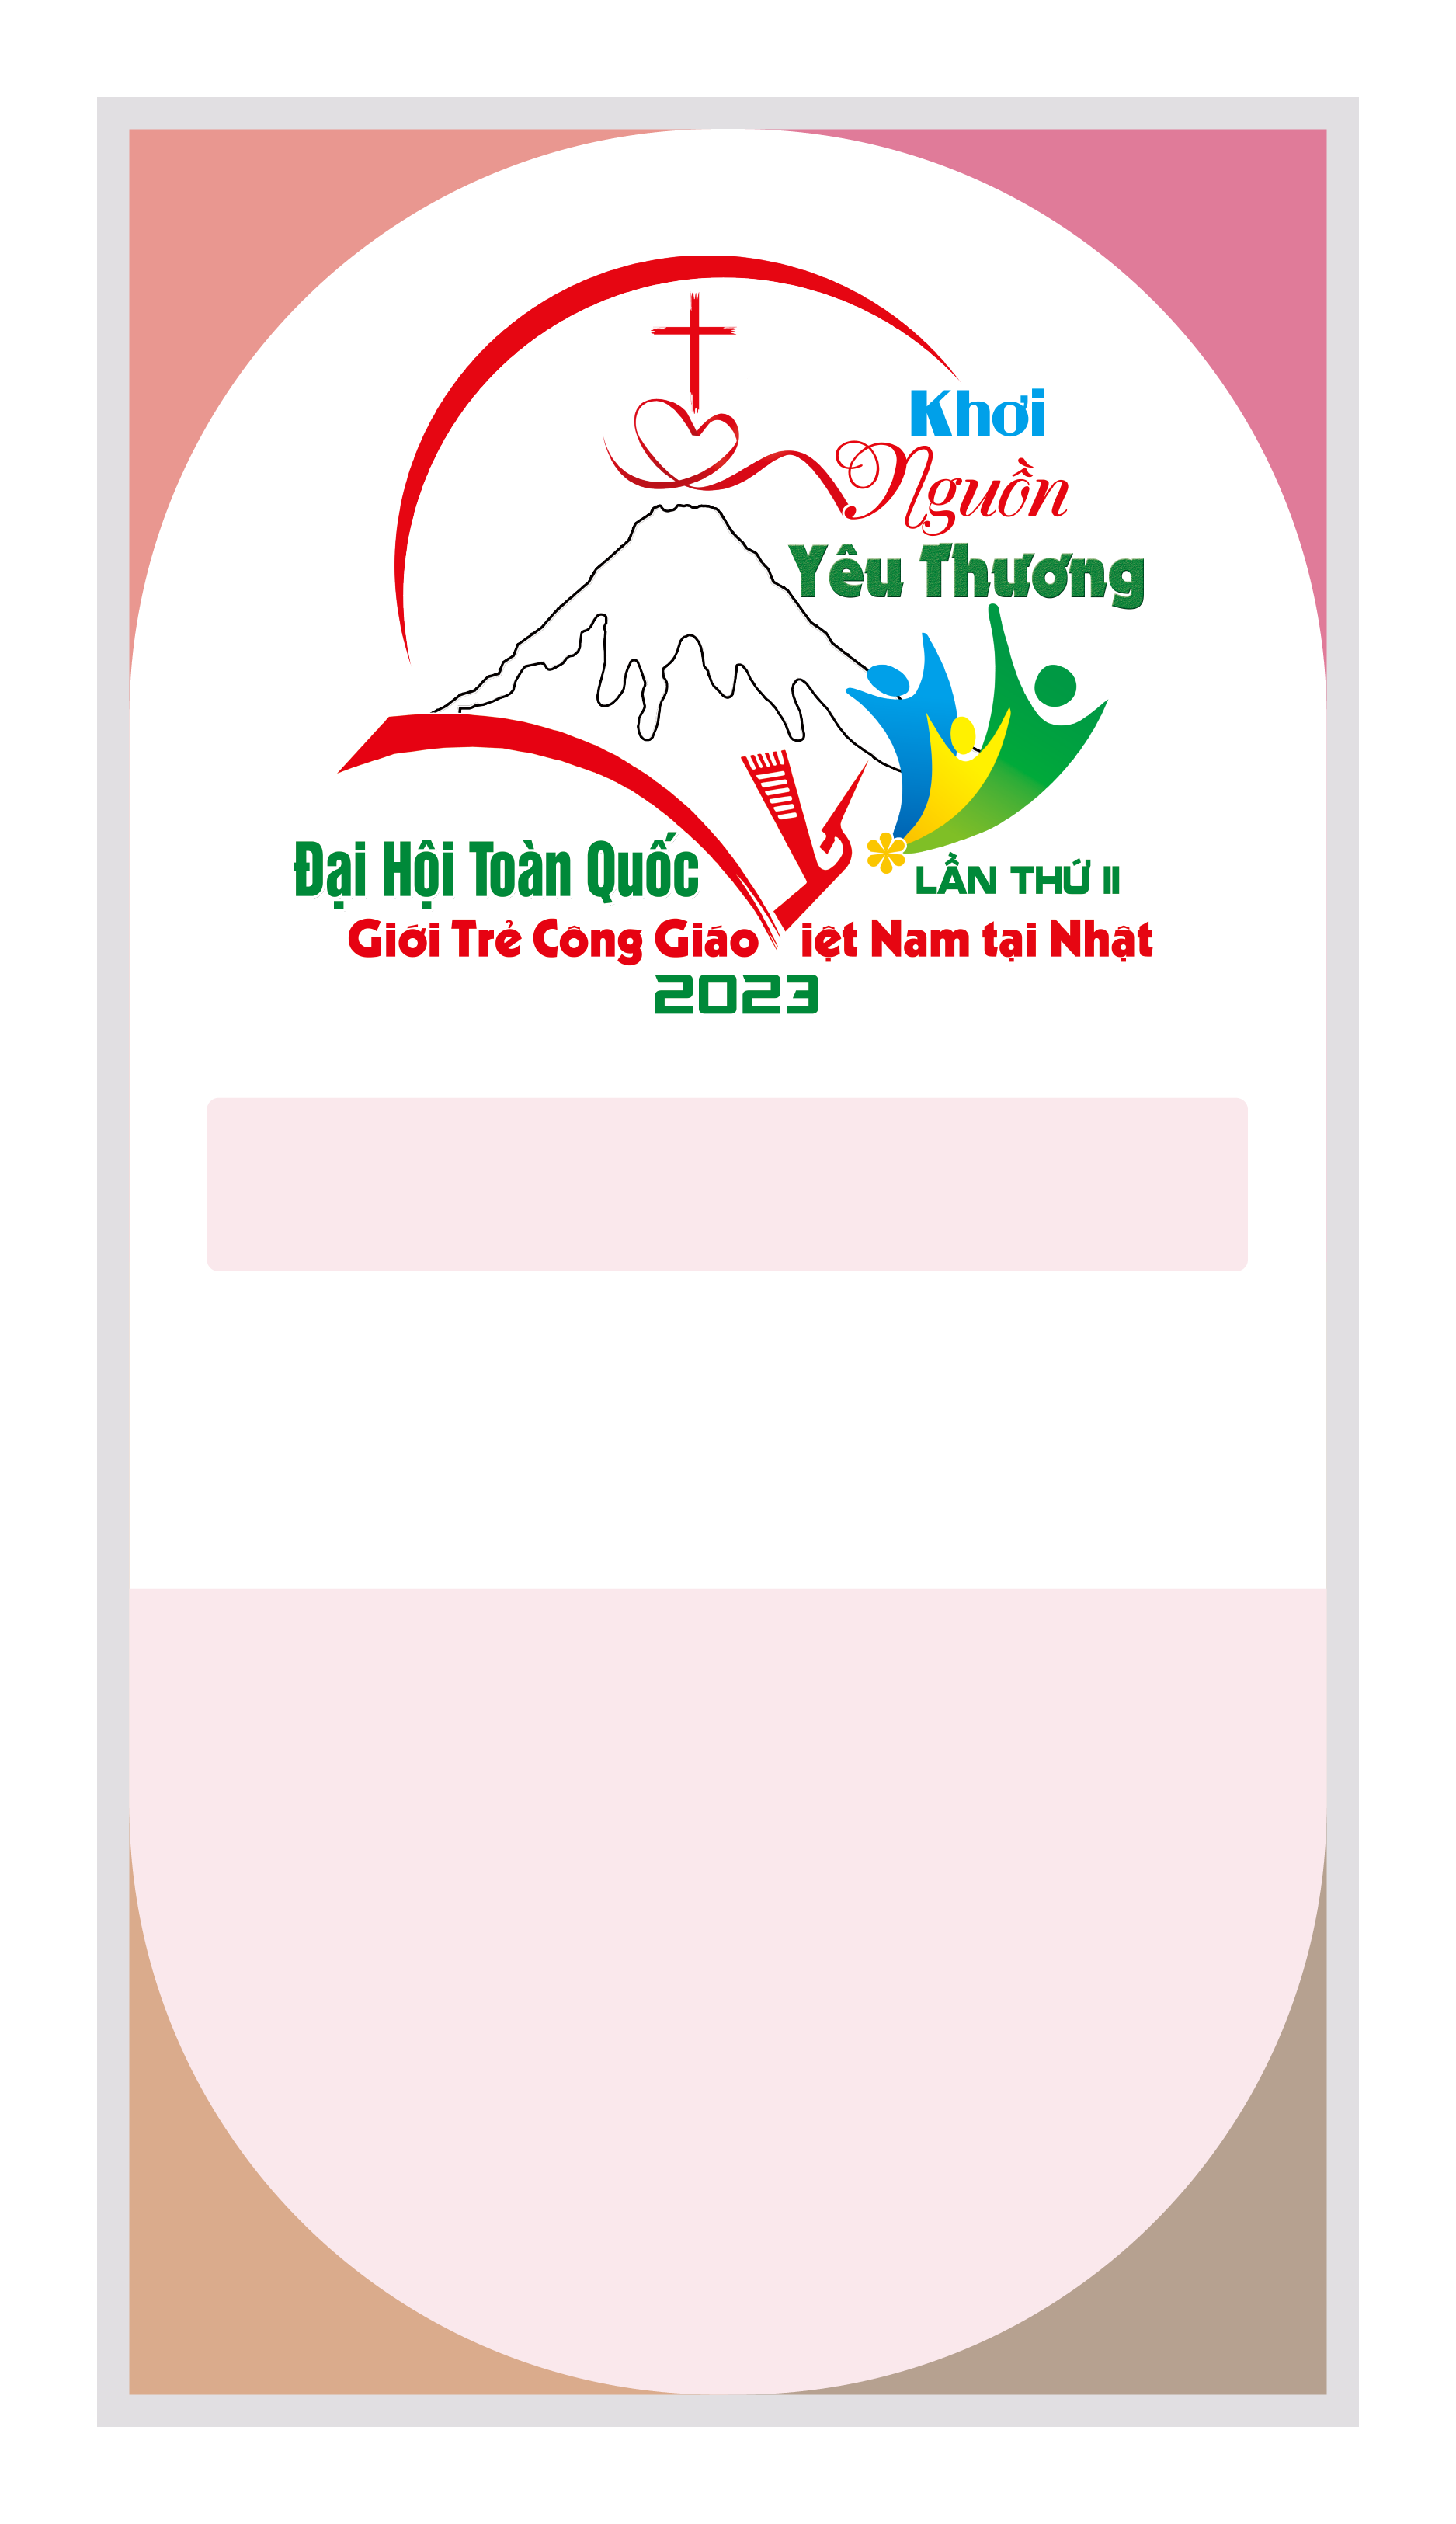 Khơi
Nguồn
Yêu Thương
Đại Hội Toàn Quốc
LẦN THỨ II
Giới Trẻ Công Giáo Việt Nam tại Nhật
2023